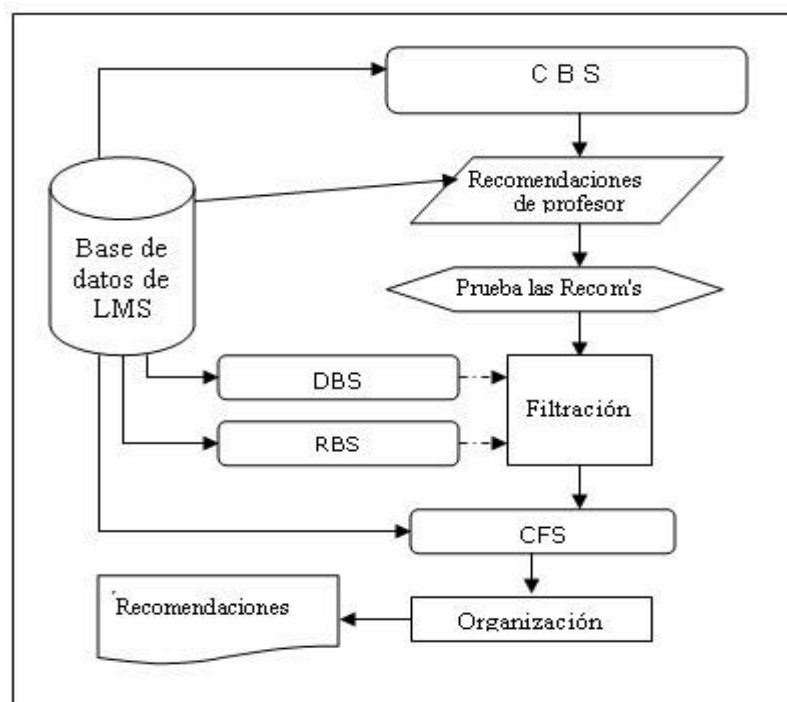 C B S
Recomendaciones
de profesor
Base de
datos de
LMS
Prueba las Recom's
DBS
Filtración
RBS
CFS
Recomendaciones
Organización